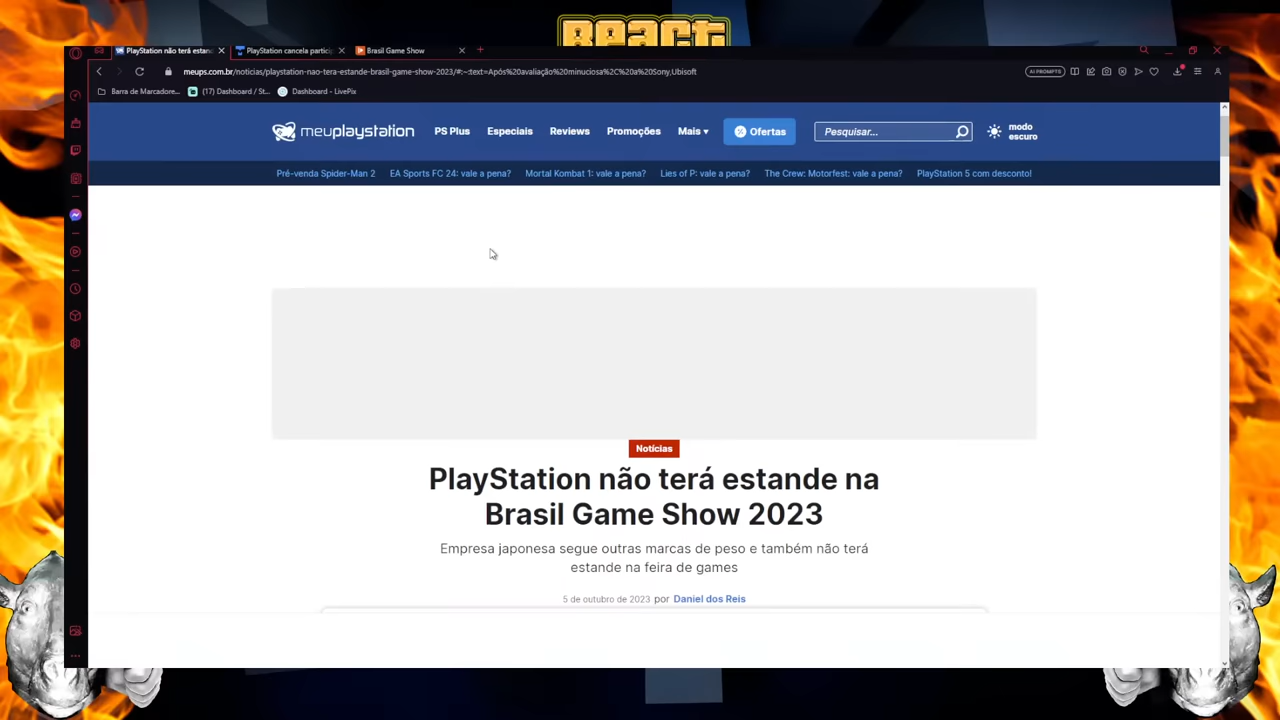 REACT
PlayStation não terá estand
PlayStation cancela particip
Brasil Game Show
meups.com.br/noticias/playstation-nao-tera-estande-brasil-game-show-2023/#:~:text=Após%20avaliação%20minuciosa%2C%20a%20Sony,Ubisoft
AI PROMPTS
Barra de Marcadore...
(17) Dashboard / St...
Dashboard - LivePix
meuplaystation
PS Plus
Especiais
Reviews
Promoções
Mais
Ofertas
Pesquisar...
modo
escuro
Pré-venda Spider-Man 2
EA Sports FC 24: vale a pena?
Mortal Kombat 1: vale a pena?
Lies of P: vale a pena?
The Crew: Motorfest: vale a pena?
PlayStation 5 com desconto!
Notícias
PlayStation não terá estande na
Brasil Game Show 2023
Empresa japonesa segue outras marcas de peso e também não terá
estande na feira de games
5 de outubro de 2023 por Daniel dos Reis